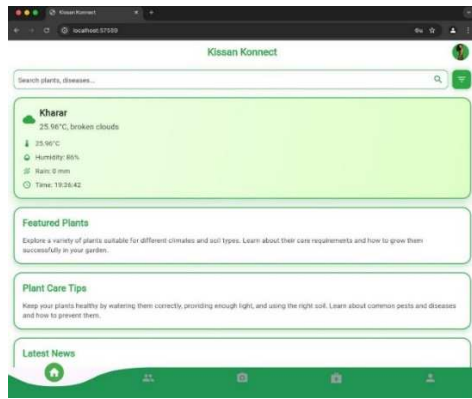 Kissan Konnect
localhost:57559
Kissan Konnect
Search plants, diseases...
Kharar
25.96°C, broken clouds
25.96°C
Humidity: 86%
Rain: 0 mm
Time: 19:26:42
Featured Plants
Explore a variety of plants suitable for different climates and soil types. Learn about their care requirements and how to grow them
successfully in your garden.
Plant Care Tips
Keep your plants healthy by watering them correctly, providing enough light, and using the right soil. Learn about common pests and diseases
and how to prevent them.
Latest News